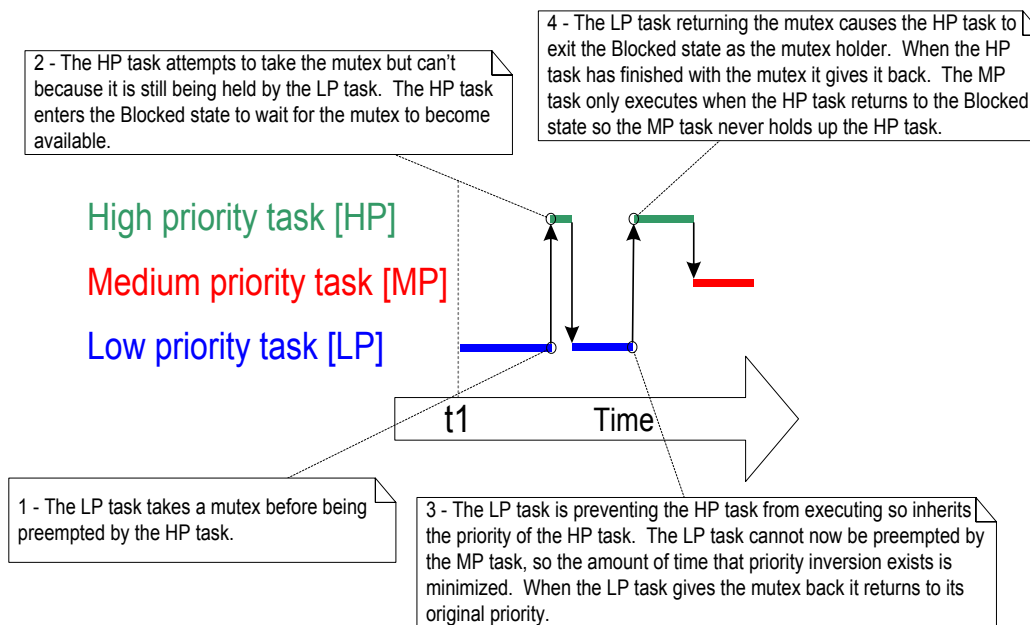 4 - The LP task returning the mutex causes the HP task to
exit the Blocked state as the mutex holder.  When the HP
task has finished with the mutex it gives it back.  The MP
task only executes when the HP task returns to the Blocked
state so the MP task never holds up the HP task.
2 - The HP task attempts to take the mutex but can't
because it is still being held by the LP task.  The HP task
enters the Blocked state to wait for the mutex to become
available.
High priority task [HP]
Medium priority task [MP]
Low priority task [LP]
t1
Time
1 - The LP task takes a mutex before being
preempted by the HP task.
3 - The LP task is preventing the HP task from executing so inherits
the priority of the HP task.  The LP task cannot now be preempted by
the MP task, so the amount of time that priority inversion exists is
minimized.  When the LP task gives the mutex back it returns to its
original priority.